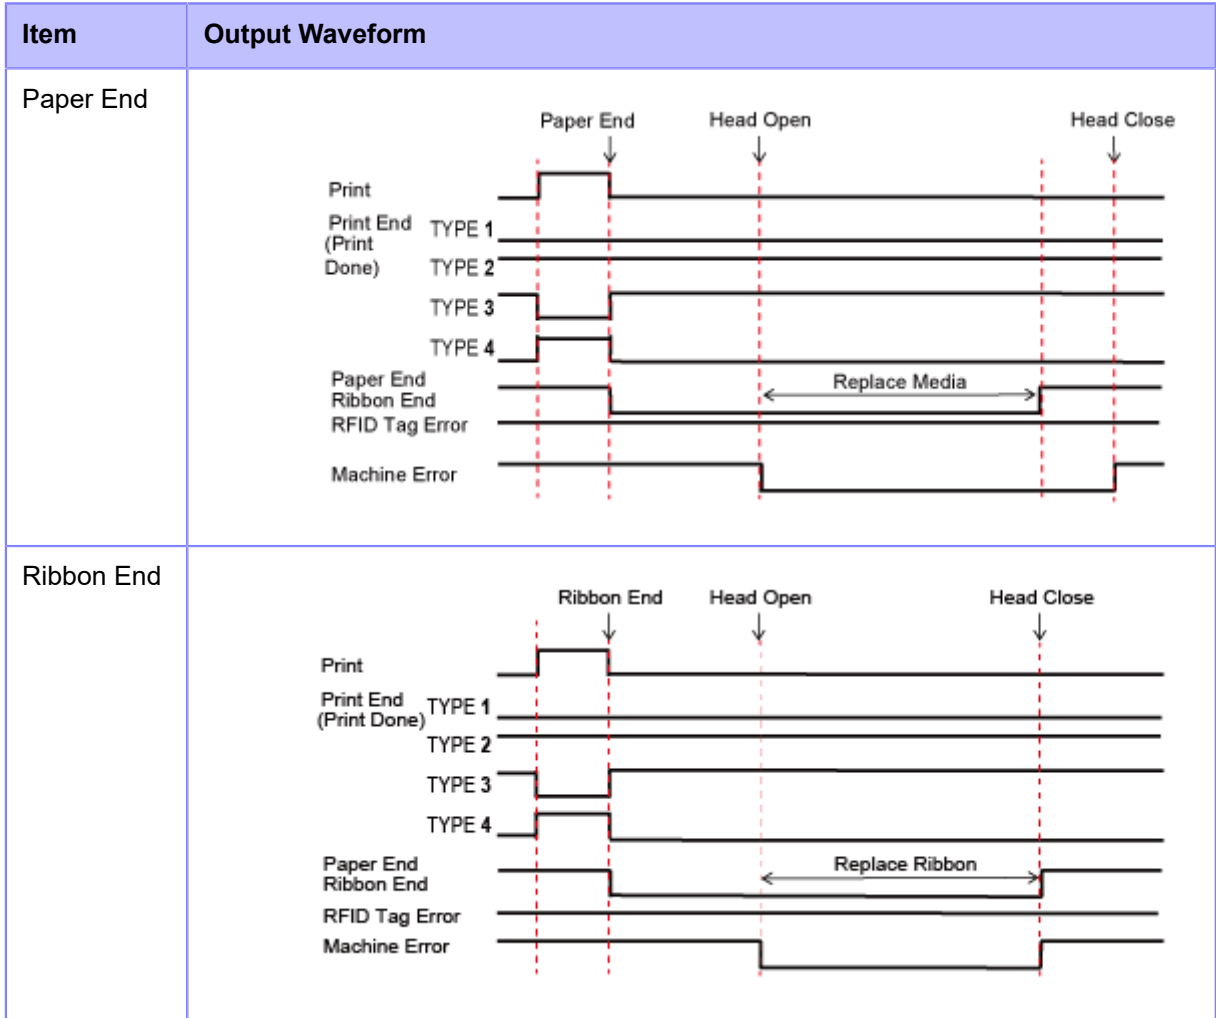 Item Output Waveform
Paper End
Paper End Head Open Head Close
Print
Print End TYPE 1
(Print
Done) TYPE 2
TYPE 3
TYPE 4
Paper End
Replace Media
Ribbon End
RFID Tag Error
Machine Error
Ribbon End
Ribbon End Head Open Head Close
Print
Print End TYPE 1
(Print Done)
TYPE 2
TYPE 3
TYPE 4
Paper End Replace Ribbon
Ribbon End
RFID Tag Error
Machine Error